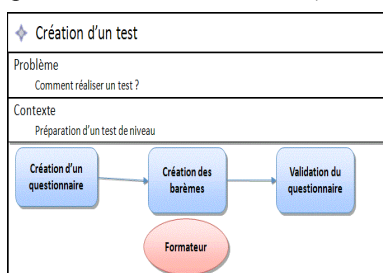 Création d'un test
Problème
Comment réaliser un test ?
Contexte
Préparation d'un test de niveau
Création d'un
questionnaire
Création des
barèmes
Validation du
questionnaire
Formateur